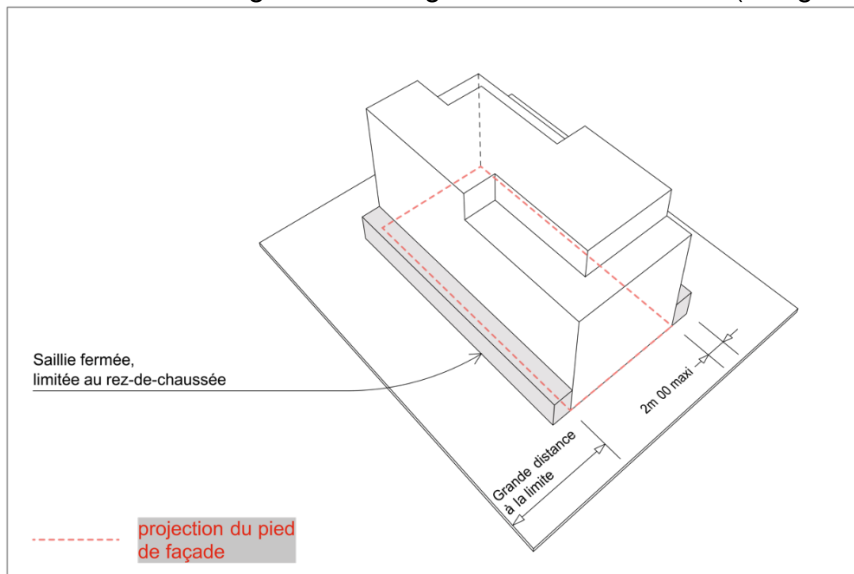 Saillie fermée,
limitée au rez-de-chaussée
2m 00 maxi
Grande distance
à la limite
projection du pied
de façade